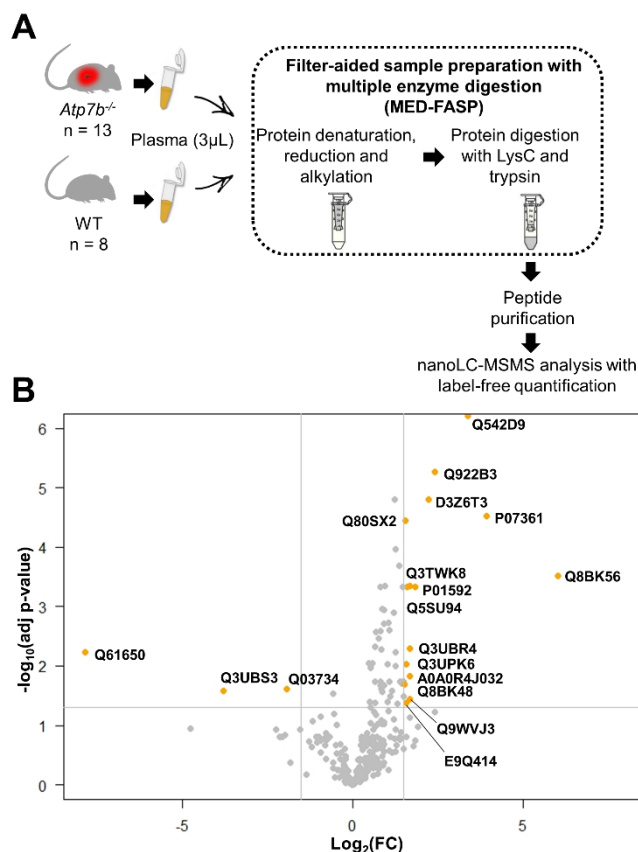 A
Atp7b-/-
n = 13
WT
n = 8
Plasma (3µL)
Filter-aided sample preparation with
multiple enzyme digestion
(MED-FASP)
Protein denaturation,
reduction and
alkylation
Protein digestion
with LysC and
trypsin
Peptide
purification
nanoLC-MSMS analysis with
label-free quantification
B
-log10(adj p-value)
6
5
4
3
2
1
0
Q542D9
Q922B3
D3Z6T3
Q80SX2
P07361
Q3TWK8
Q8BK56
P01592
Q5SU94
Q61650
Q3UBS3
Q03734
Q3UBR4
Q3UPK6
A0A0R4J032
Q8BK48
Q9WVJ3
E9Q414
-5
0
5
Log2(FC)